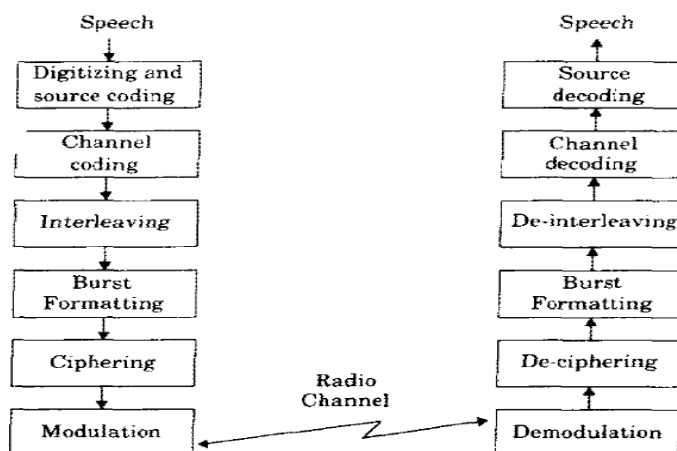 Speech
Digitizing and
source coding
Channel
coding
Interleaving
Burst
Formatting
Ciphering
Modulation
Radio
Channel
Speech
Source
decoding
Channel
decoding
De-interleaving
Burst
Formatting
De-ciphering
Demodulation